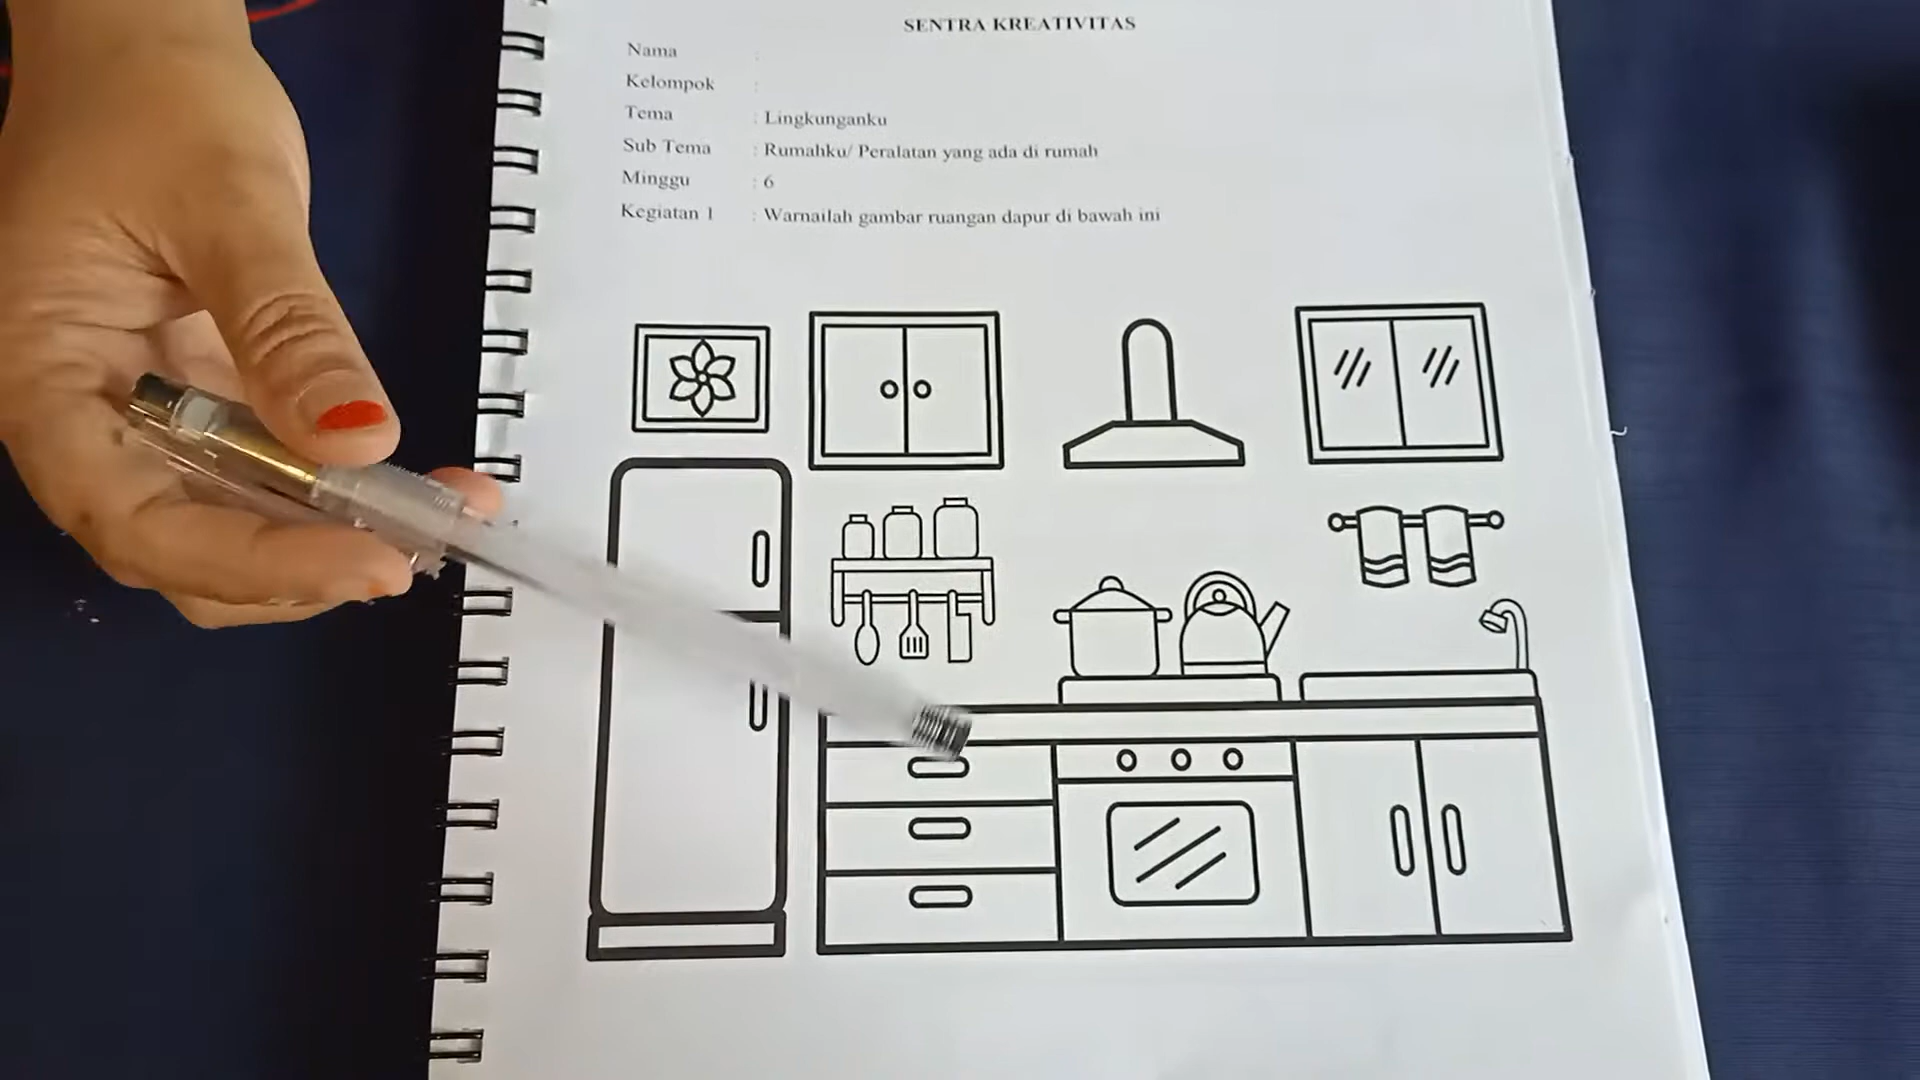 SENTRA KREATIVITAS
Nama :
Kelompok :
Tema : Lingkunganku
Sub Tema : Rumahku/ Peralatan yang ada di rumah
Minggu : 6
Kegiatan 1 : Warnailah gambar ruangan dapur di bawah ini